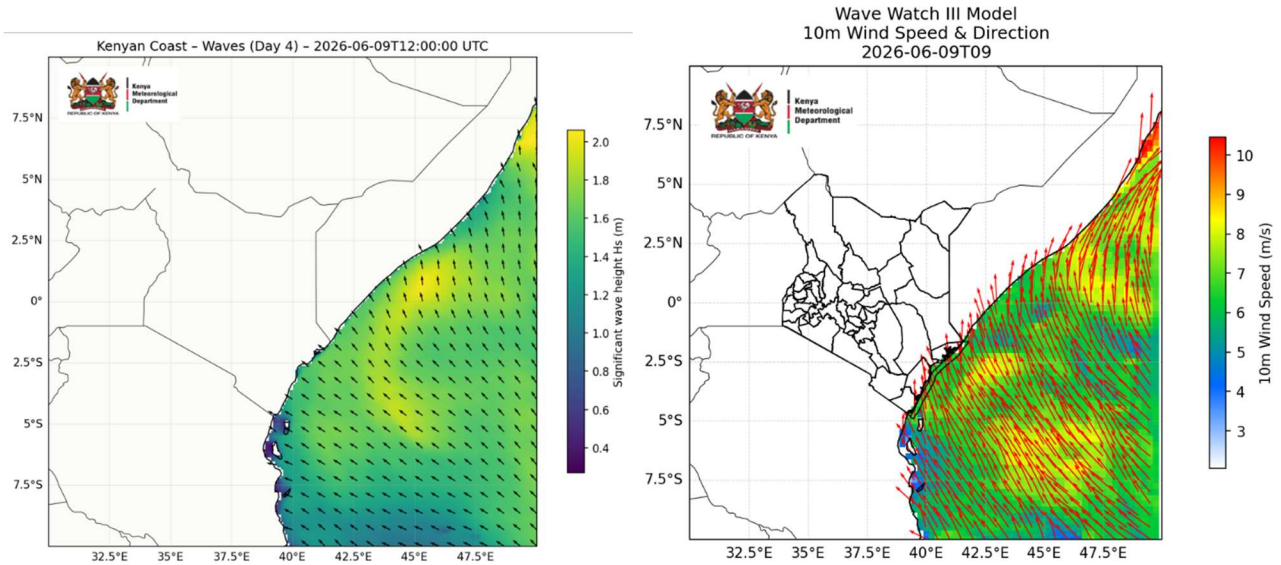 Kenyan Coast – Waves (Day 4) – 2026-06-09T12:00:00 UTC
Kenya
Meteorological
Department
REPUBLIC OF KENYA
7.5°N
5°N
2.5°N
0°
2.5°S
5°S
7.5°S
32.5°E 35°E 37.5°E 40°E 42.5°E 45°E 47.5°E
2.0
1.8
1.6
1.4
1.2
1.0
0.8
0.6
0.4
Significant wave height Hs (m)
Wave Watch III Model
10m Wind Speed & Direction
2026-06-09T09
Kenya
Meteorological
Department
REPUBLIC OF KENYA
7.5°N
5°N
2.5°N
0°
2.5°S
5°S
7.5°S
32.5°E 35°E 37.5°E 40°E 42.5°E 45°E 47.5°E
10
9
8
7
6
5
4
3
10m Wind Speed (m/s)